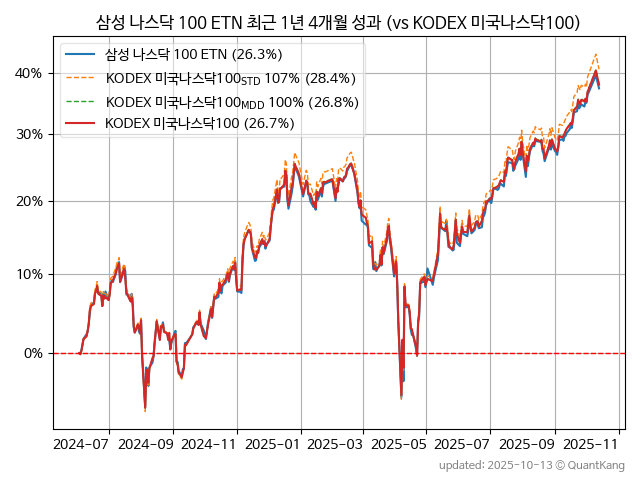 삼성 나스닥 100 ETN 최근 1년 4개월 성과 (vs KODEX 미국나스닥100)
삼성 나스닥 100 ETN (26.3%)
KODEX 미국나스닥100STD 107% (28.4%)
KODEX 미국나스닥100MDD 100% (26.8%)
KODEX 미국나스닥100 (26.7%)
40%
30%
20%
10%
0%
2024-07 2024-09 2024-11 2025-01 2025-03 2025-05 2025-07 2025-09 2025-11
updated: 2025-10-13 © QuantKang